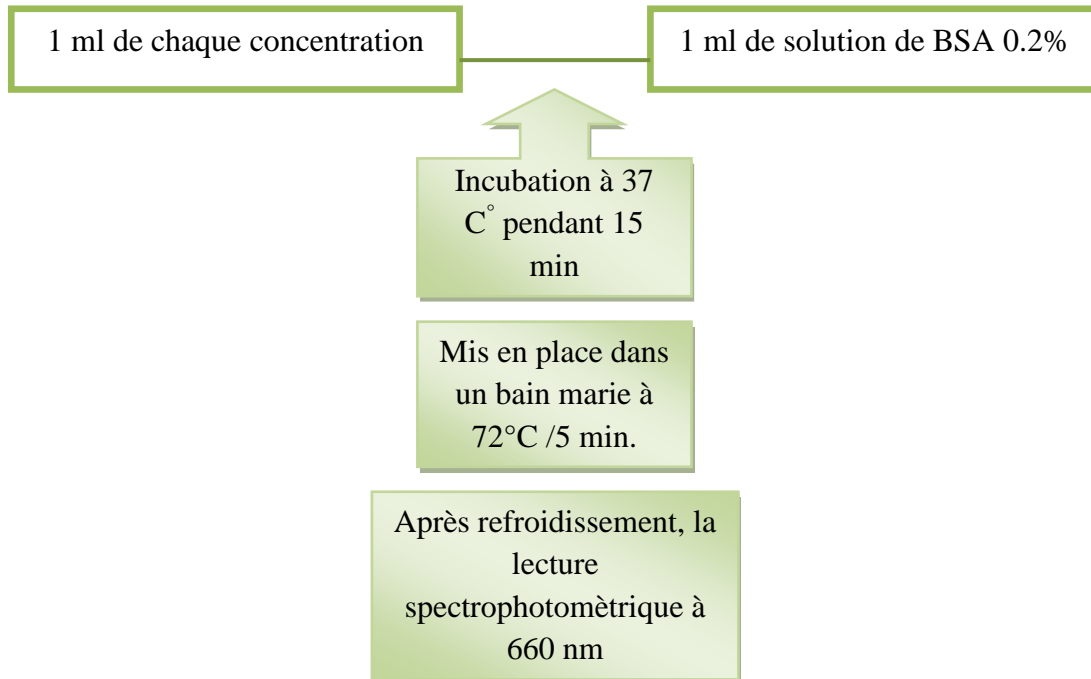 1 ml de chaque concentration
1 ml de solution de BSA 0.2%
Incubation à 37
C° pendant 15
min
Mis en place dans
un bain marie à
72°C /5 min.
Après refroidissement, la
lecture
spectrophotomètrique à
660 nm